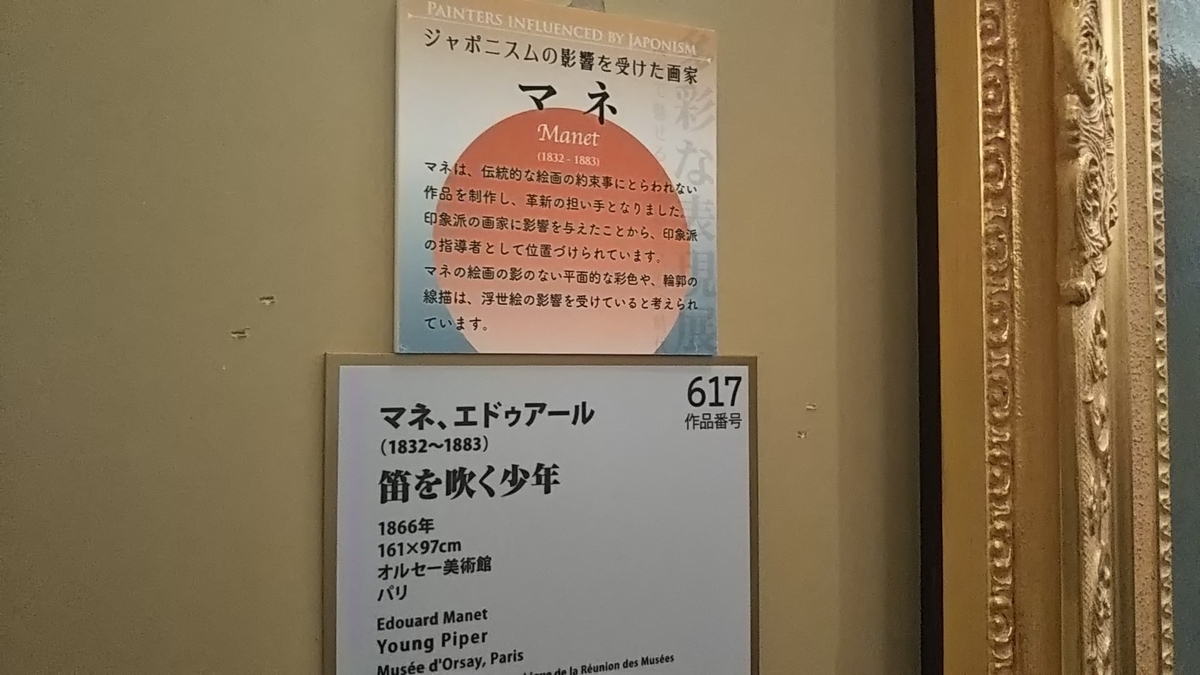 PAINTERS INFLUENCED BY JAPONISM
ジャポニスムの影響を受けた画家
マネ
Manet
(1832 - 1883)
マネは、伝統的な絵画の約束事にとらわれない
作品を制作し、革新の担い手となりました。
印象派の画家に影響を与えたことから、印象派
の指導者として位置づけられています。
マネの絵画の影のない平面的な彩色や、輪郭の
線描は、浮世絵の影響を受けていると考えられ
ています。
彩な表現展
617
作品番号
マネ、エドゥアール
(1832〜1883)
笛を吹く少年
1866年
161×97cm
オルセー美術館
パリ
Edouard Manet
Young Piper
Musée d'Orsay, Paris
de la Réunion des Musées